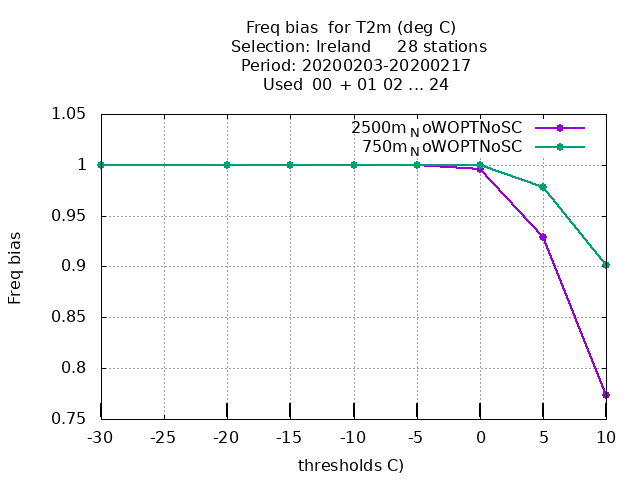 Freq bias  for T2m (deg C)
Selection: Ireland     28 stations
Period: 20200203-20200217
Used  00 + 01 02 ... 24
2500mNoWOPTNoSC
750mNoWOPTNoSC
1.05
1
0.95
0.9
0.85
0.8
0.75
Freq bias
-30 -25 -20 -15 -10 -5 0 5 10
thresholds C)